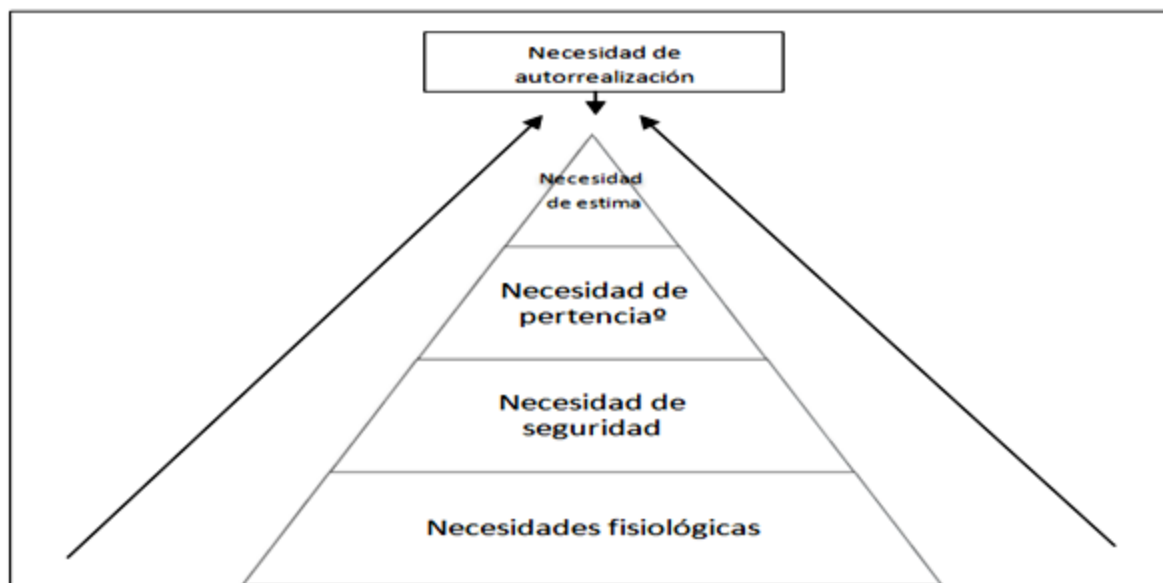 Necesidad de
autorrealización
Necesidad
de estima
Necesidad de
pertenciaº
Necesidad de
seguridad
Necesidades fisiológicas